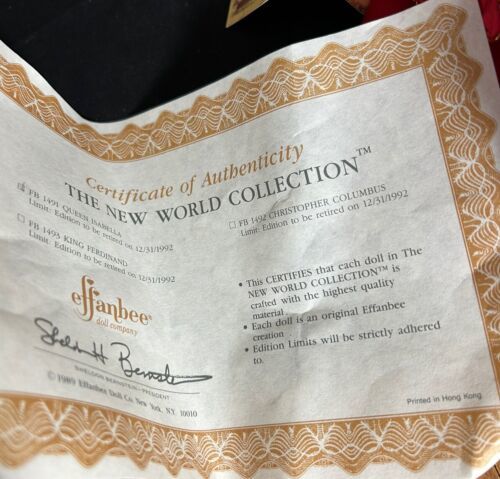 Certificate of Authenticity
THE NEW WORLD COLLECTION™
FB 1491 QUEEN ISABELLA
Limit: Edition to be retired on 12/31/1992
FB 1492 CHRISTOPHER COLUMBUS
Limit: Edition to be retired on 12/31/1992
FB 1493 KING FERDINAND
Limit: Edition to be retired on 12/31/1992
effanbee®
doll company
• This CERTIFIES that each doll in The
NEW WORLD COLLECTION™ is
crafted with the highest quality
material.
• Each doll is an original Effanbee
creation.
• Edition Limits will be strictly adhered
to.
Sheldon H Bernstein
SHELDON BERNSTEIN-PRESIDENT
© 1989 Effanbee Doll Co. New York, N.Y. 10010
Printed in Hong Kong